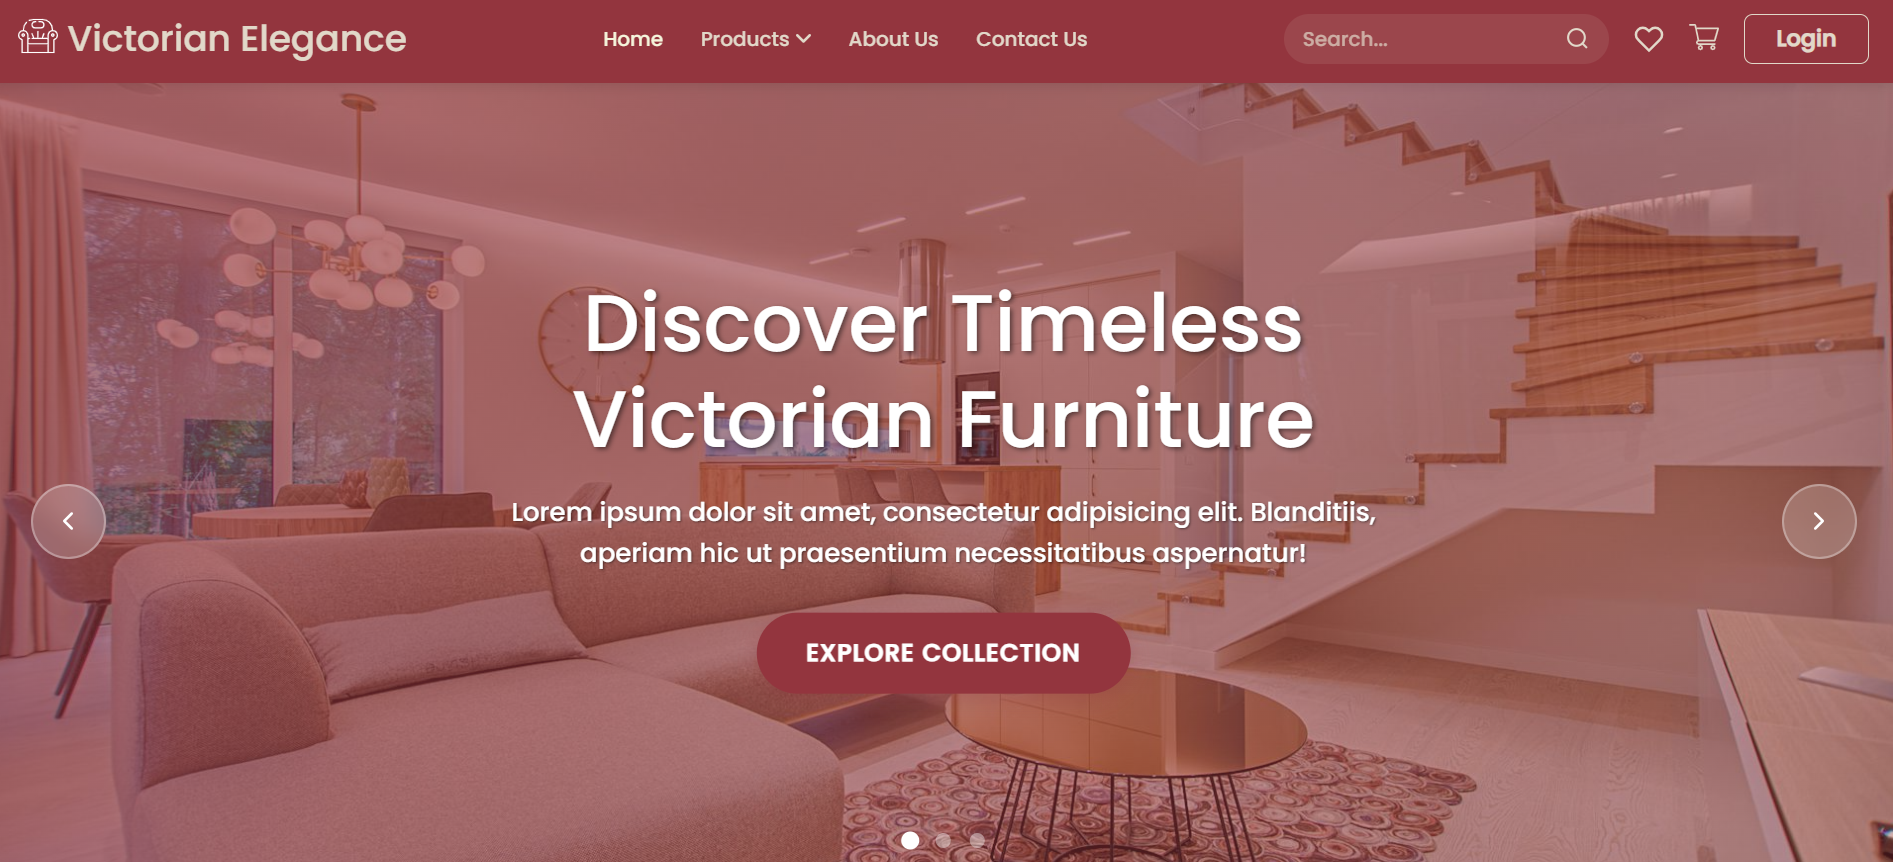 Victorian Elegance
Home
Products
About Us
Contact Us
Search...
Login
Discover Timeless
Victorian Furniture
Lorem ipsum dolor sit amet, consectetur adipisicing elit. Blanditiis,
aperiam hic ut praesentium necessitatibus aspernatur!
EXPLORE COLLECTION